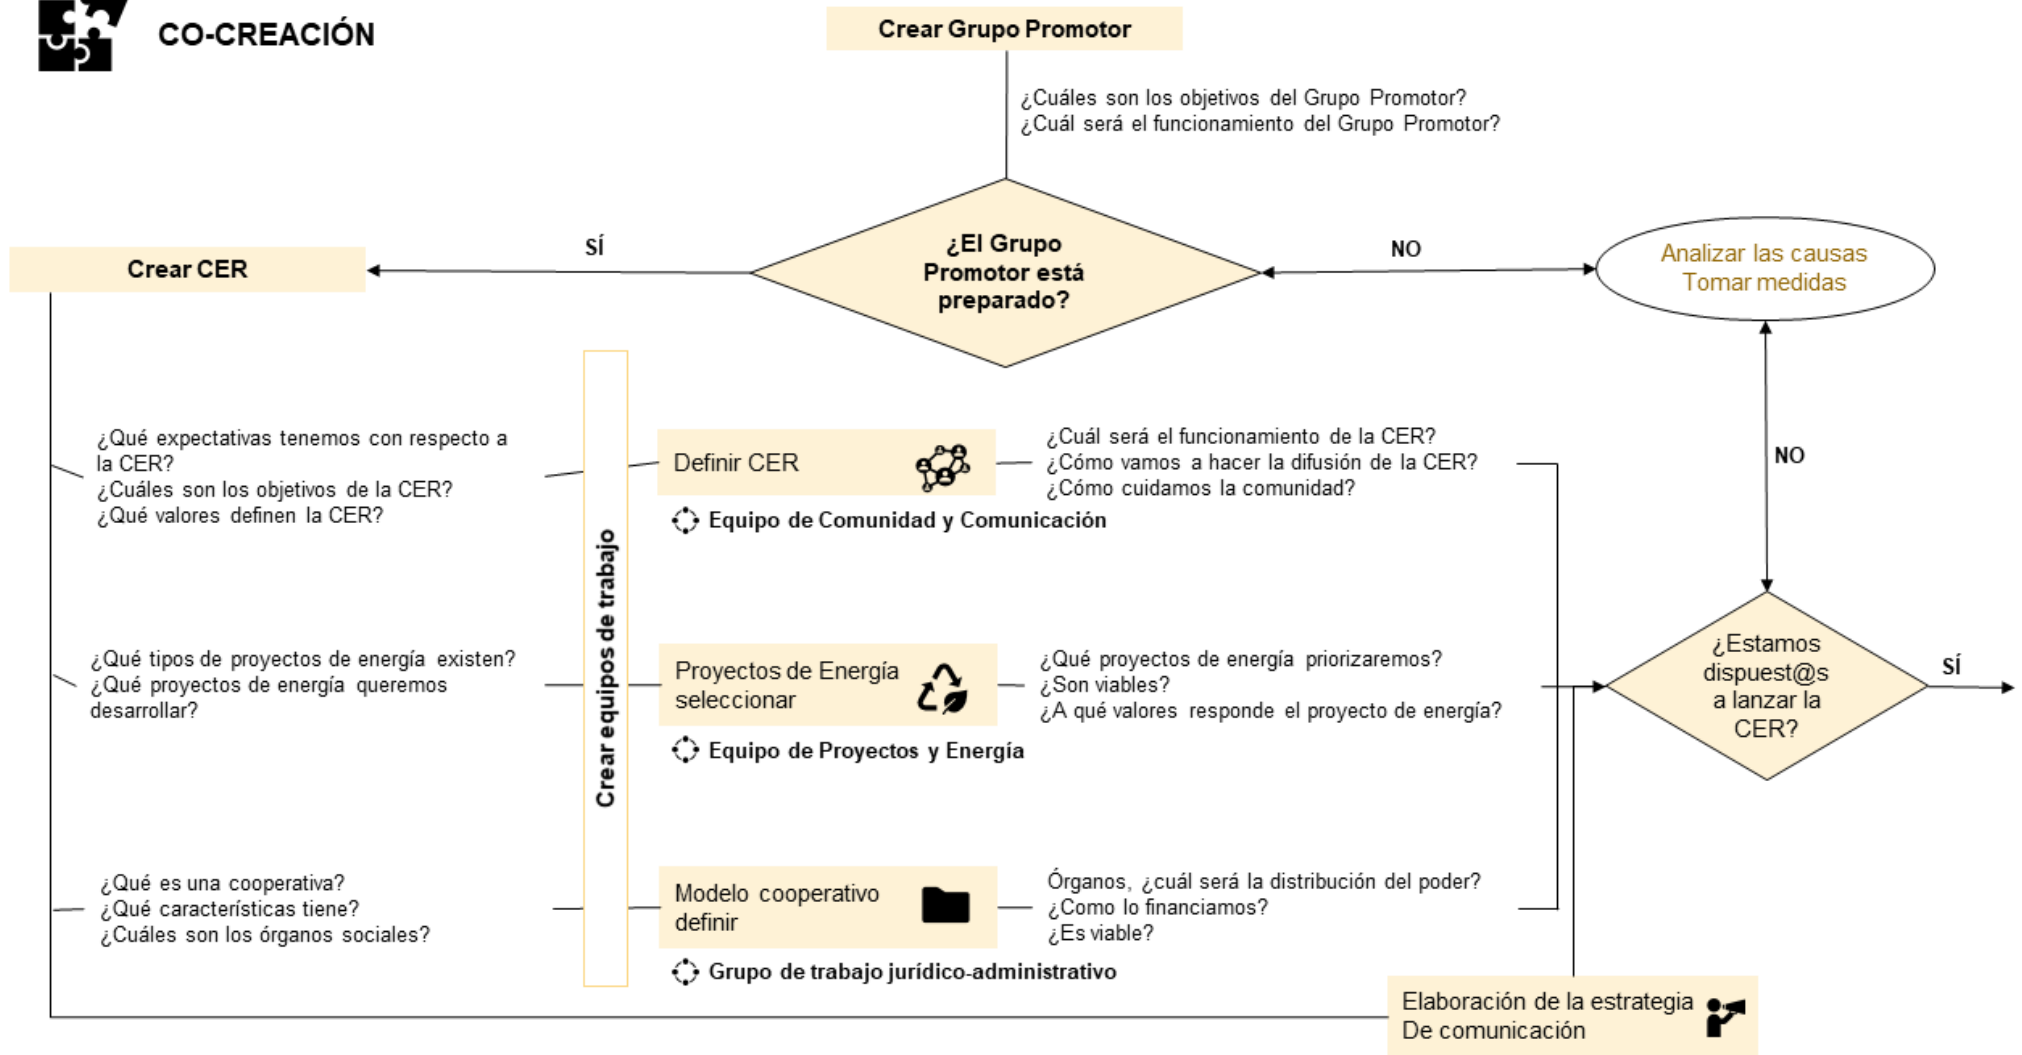 CO-CREACIÓN
Crear Grupo Promotor
¿Cuáles son los objetivos del Grupo Promotor?
¿Cuál será el funcionamiento del Grupo Promotor?
¿El Grupo
Promotor está
preparado?
SÍ
NO
Crear CER
Analizar las causas
Tomar medidas
NO
Crear equipos de trabajo
¿Qué expectativas tenemos con respecto a
la CER?
¿Cuáles son los objetivos de la CER?
¿Qué valores definen la CER?
Definir CER
Equipo de Comunidad y Comunicación
¿Cuál será el funcionamiento de la CER?
¿Cómo vamos a hacer la difusión de la CER?
¿Cómo cuidamos la comunidad?
¿Qué tipos de proyectos de energía existen?
¿Qué proyectos de energía queremos
desarrollar?
Proyectos de Energía
seleccionar
Equipo de Proyectos y Energía
¿Qué proyectos de energía priorizaremos?
¿Son viables?
¿A qué valores responde el proyecto de energía?
¿Estamos
dispuest@s
a lanzar la
CER?
SÍ
¿Qué es una cooperativa?
¿Qué características tiene?
¿Cuáles son los órganos sociales?
Modelo cooperativo
definir
Grupo de trabajo jurídico-administrativo
Órganos, ¿cuál será la distribución del poder?
¿Como lo financiamos?
¿Es viable?
Elaboración de la estrategia
De comunicación